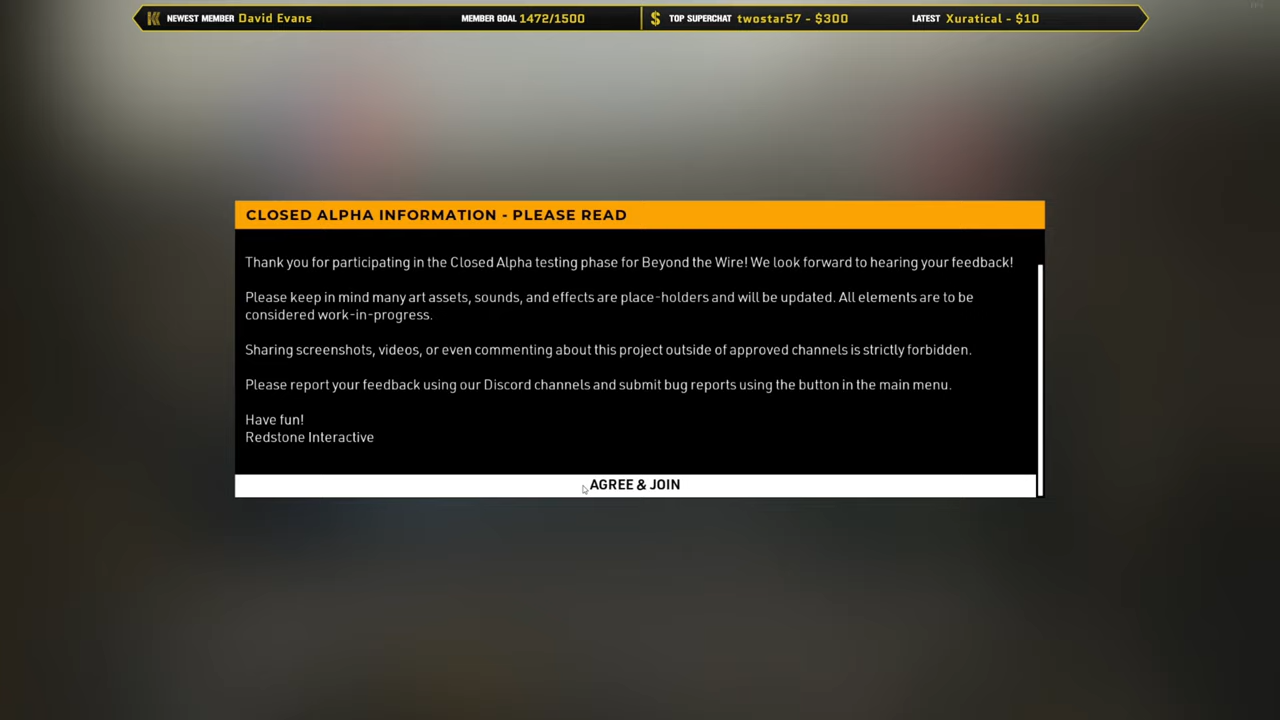 NEWEST MEMBER David Evans MEMBER GOAL 1472/1500 $ TOP SUPERCHAT twostar57 - $300 LATEST Xuratical - $10
CLOSED ALPHA INFORMATION - PLEASE READ
Thank you for participating in the Closed Alpha testing phase for Beyond the Wire! We look forward to hearing your feedback!
Please keep in mind many art assets, sounds, and effects are place-holders and will be updated. All elements are to be
considered work-in-progress.
Sharing screenshots, videos, or even commenting about this project outside of approved channels is strictly forbidden.
Please report your feedback using our Discord channels and submit bug reports using the button in the main menu.
Have fun!
Redstone Interactive
AGREE & JOIN